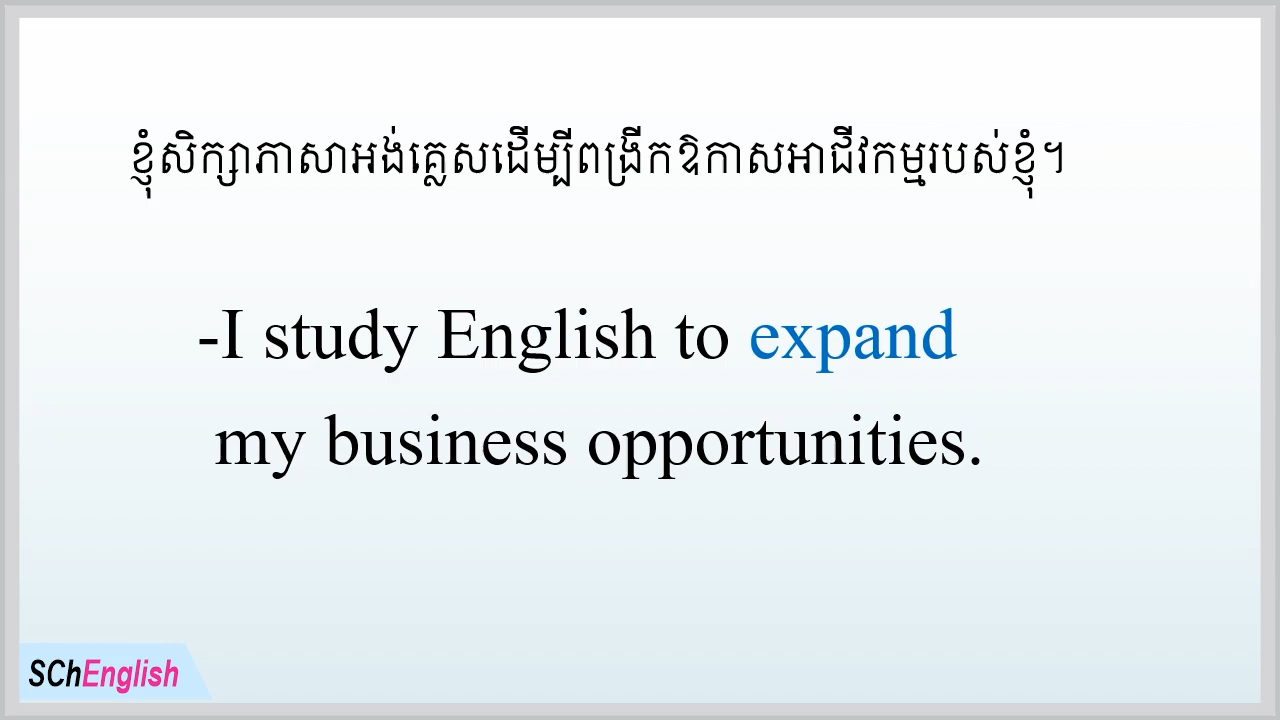 ខ្ញុំសិក្សាភាសាអង់គ្លេសដើម្បីពង្រីកឱកាសអាជីវកម្មរបស់ខ្ញុំ។
-I study English to expand
my business opportunities.
SChEnglish